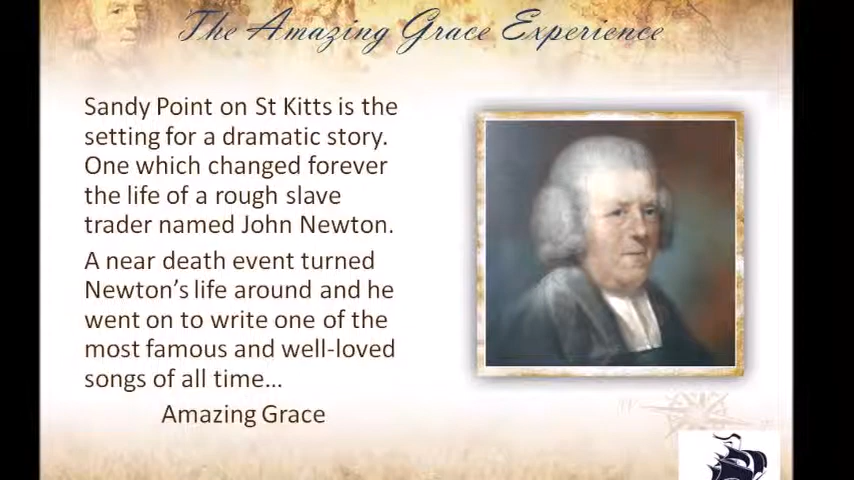 The Amazing Grace Experience
Sandy Point on St Kitts is the
setting for a dramatic story.
One which changed forever
the life of a rough slave
trader named John Newton.
A near death event turned
Newton's life around and he
went on to write one of the
most famous and well-loved
songs of all time...
Amazing Grace